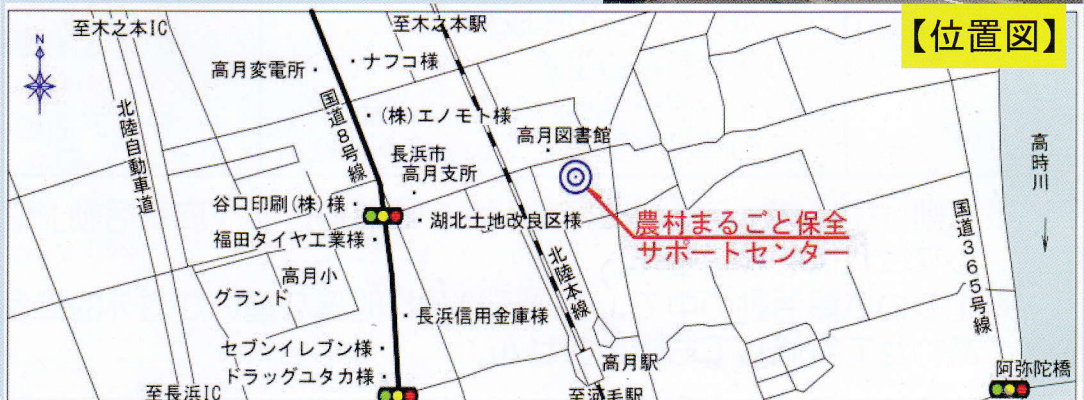 【位置図】
至木之本IC
至木之本駅
N
高月変電所
ナフコ様
北陸自動車道
国道8号線
(株)エノモト様
高月図書館
長浜市
高月支所
高時川
谷口印刷(株)様
湖北土地改良区様
農村まるごと保全
サポートセンター
福田タイヤ工業様
国道365号線
北陸本線
高月小
グランド
長浜信用金庫様
セブンイレブン様
高月駅
ドラッグユタカ様
阿弥陀橋
至長浜IC
至河毛駅